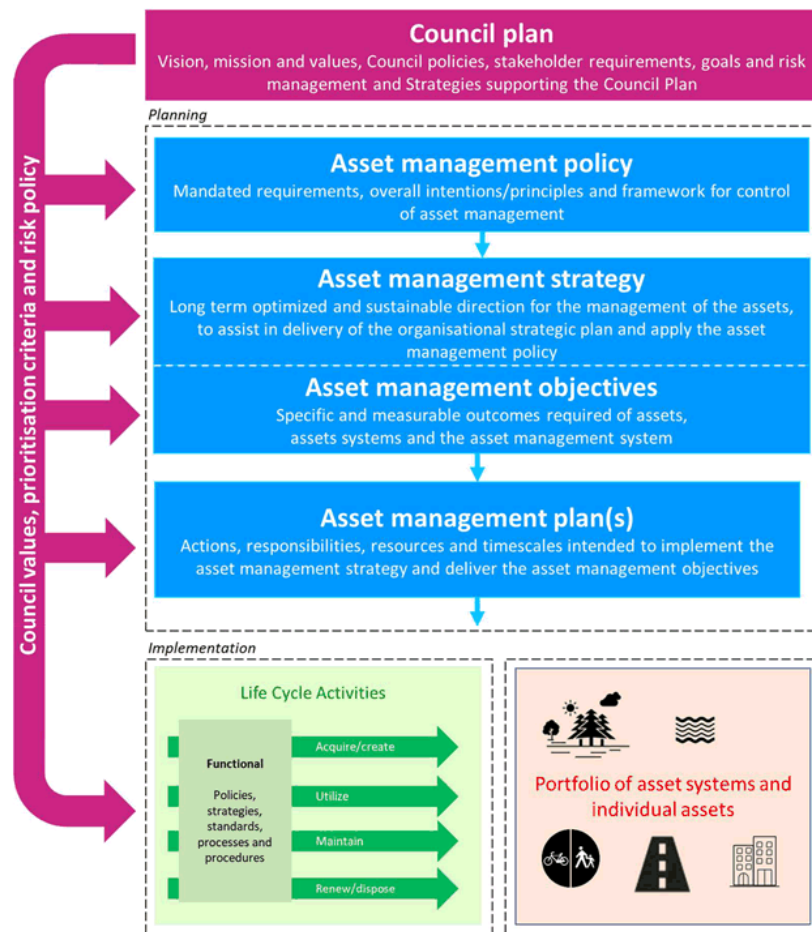 Council plan
Vision, mission and values, Council policies, stakeholder requirements, goals and risk
management and Strategies supporting the Council Plan
Council values, prioritisation criteria and risk policy
Planning
Asset management policy
Mandated requirements, overall intentions/principles and framework for control
of asset management
Asset management strategy
Long term optimized and sustainable direction for the management of the assets,
to assist in delivery of the organisational strategic plan and apply the asset
management policy
Asset management objectives
Specific and measurable outcomes required of assets,
assets systems and the asset management system
Asset management plan(s)
Actions, responsibilities, resources and timescales intended to implement the
asset management strategy and deliver the asset management objectives
Implementation
Life Cycle Activities
Functional
Policies,
strategies,
standards,
processes and
procedures
Acquire/create
Utilize
Maintain
Renew/dispose
Portfolio of asset systems and
individual assets